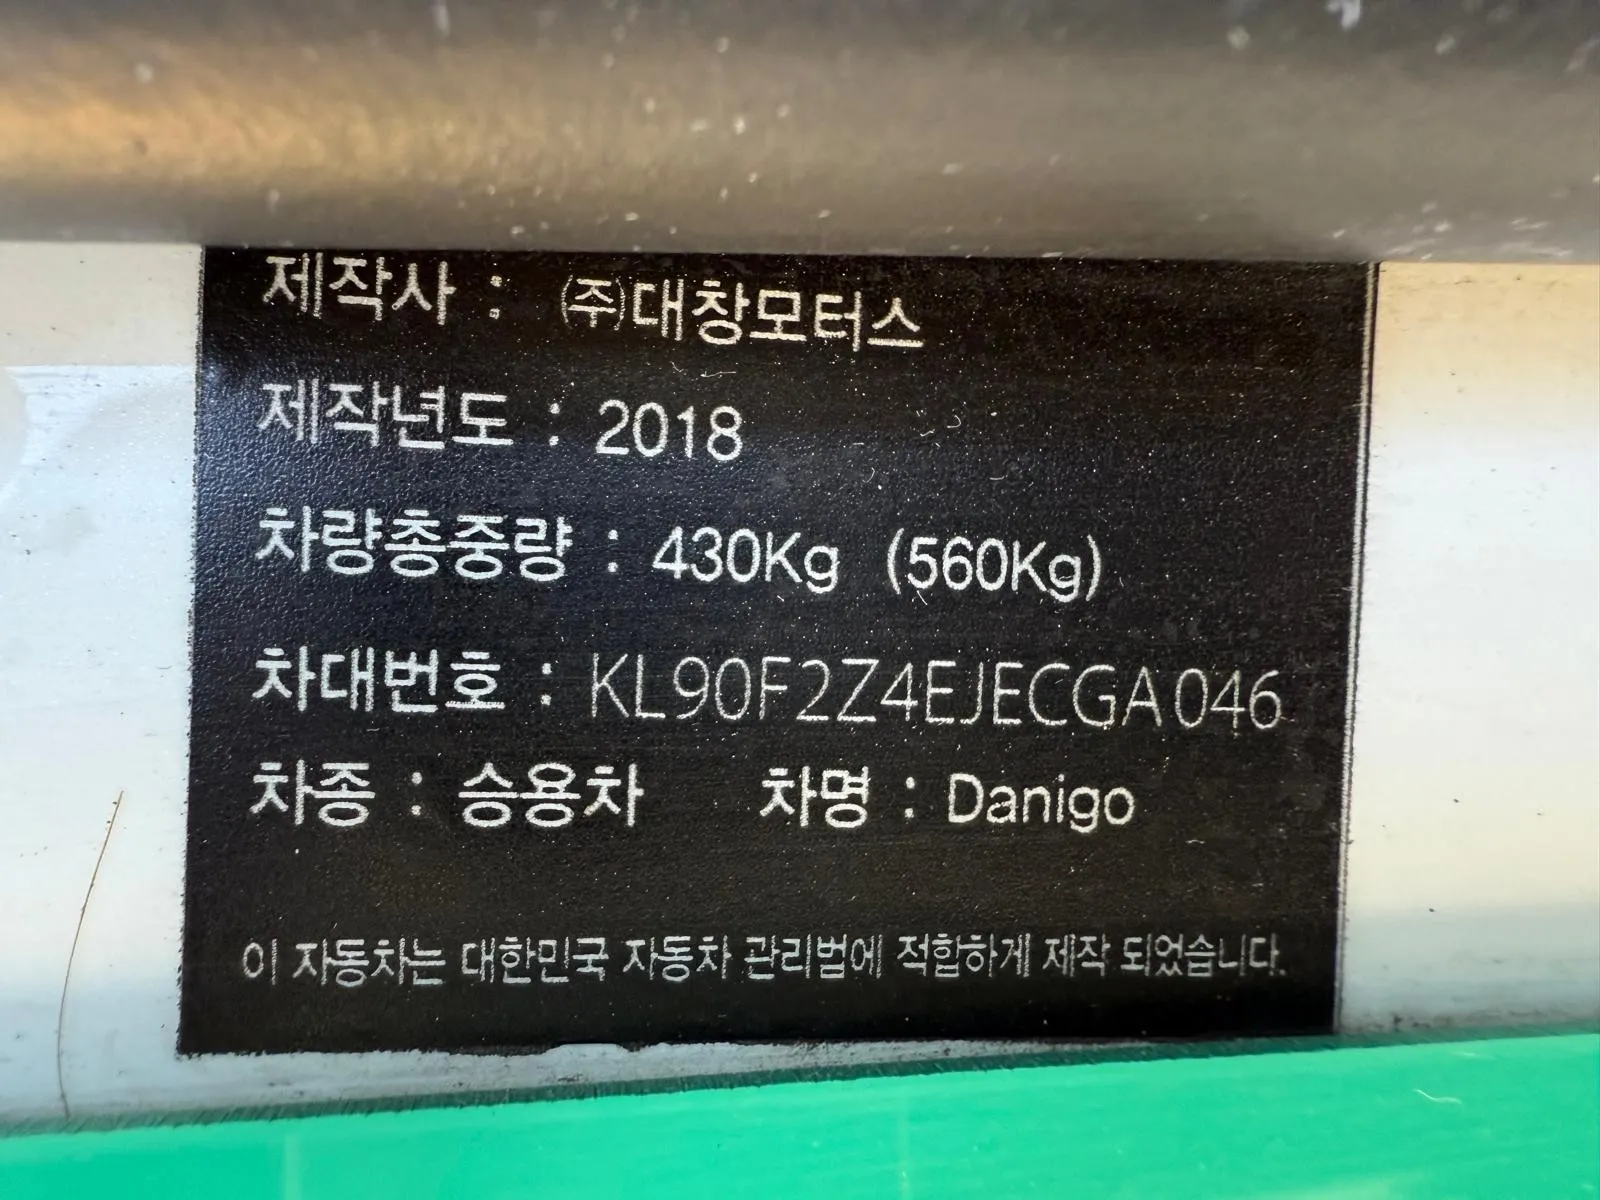 제작사 : ㈜대창모터스
제작년도 : 2018
차량총중량 : 430Kg (560Kg)
차대번호 : KL90F2Z4EJECGA046
차종 : 승용차 차명 : Danigo
이 자동차는 대한민국 자동차 관리법에 적합하게 제작 되었습니다.